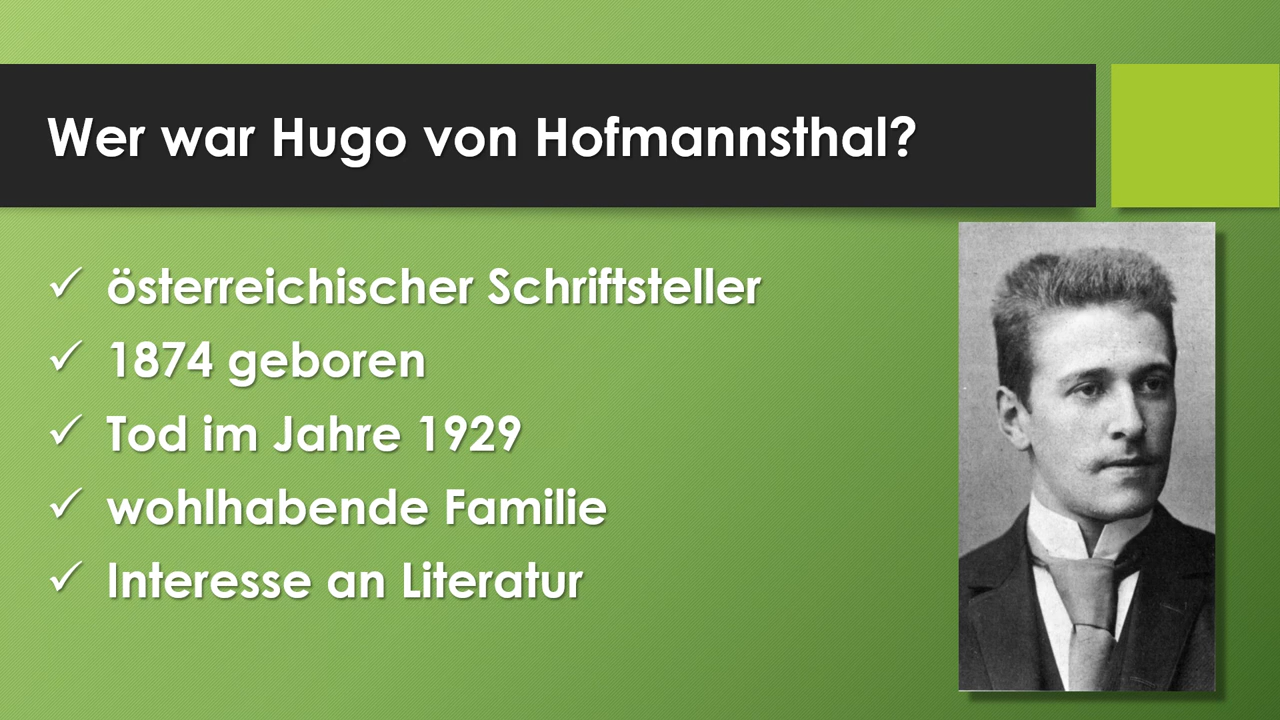 Wer war Hugo von Hofmannsthal?
österreichischer Schriftsteller
1874 geboren
Tod im Jahre 1929
wohlhabende Familie
Interesse an Literatur